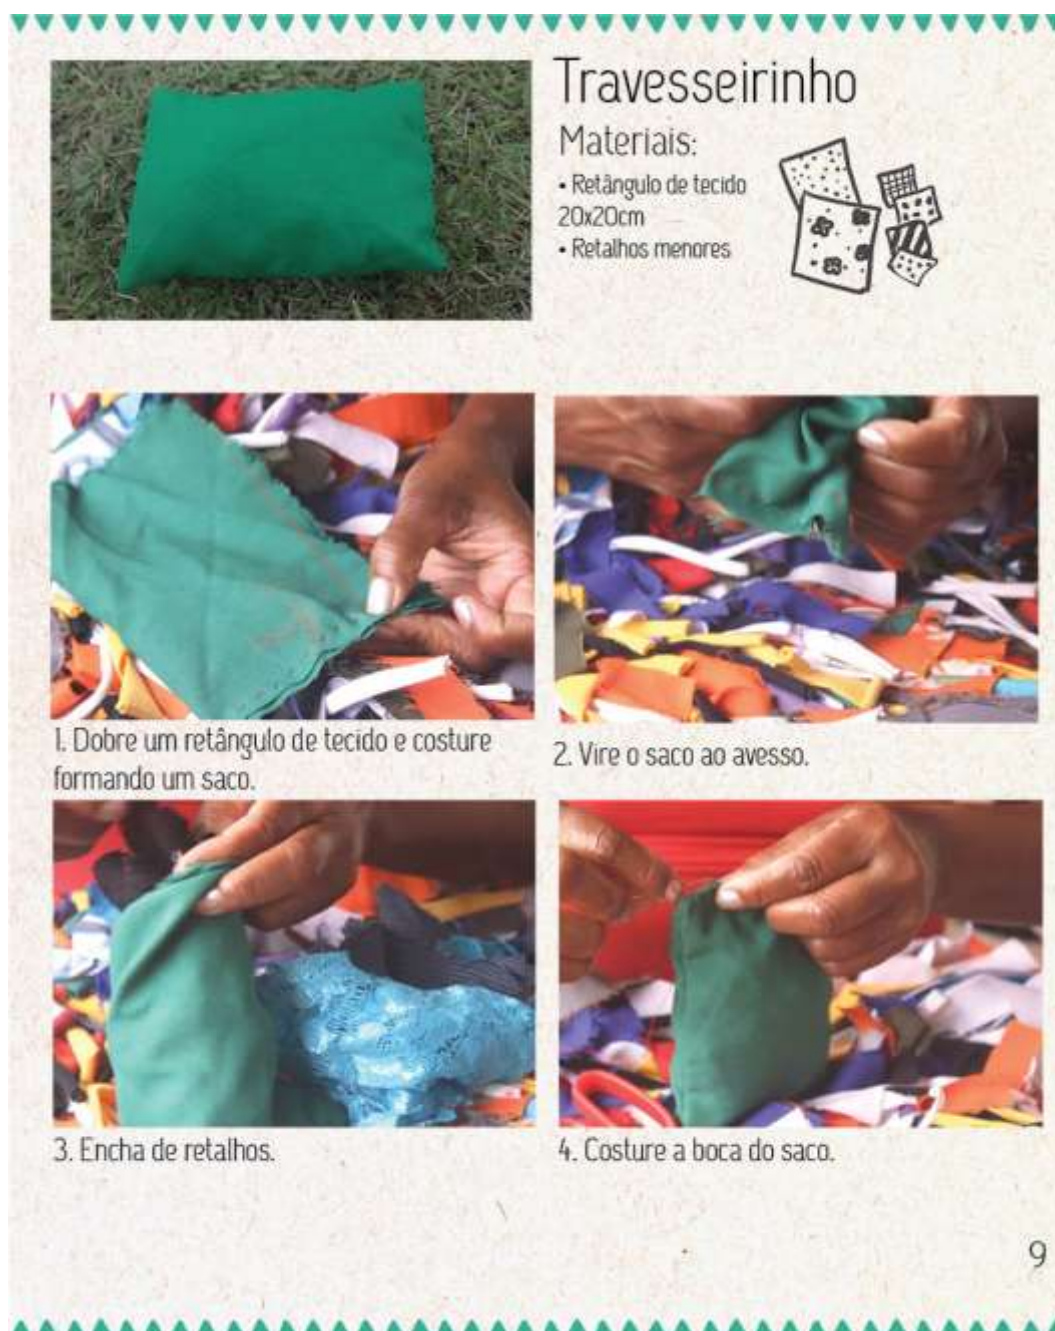 Travesseirinho
Materiais:
• Retângulo de tecido
20x20cm
• Retalhos menores
1. Dobre um retângulo de tecido e costure
formando um saco.
2. Vire o saco ao avesso.
3. Encha de retalhos.
4. Costure a boca do saco.
9